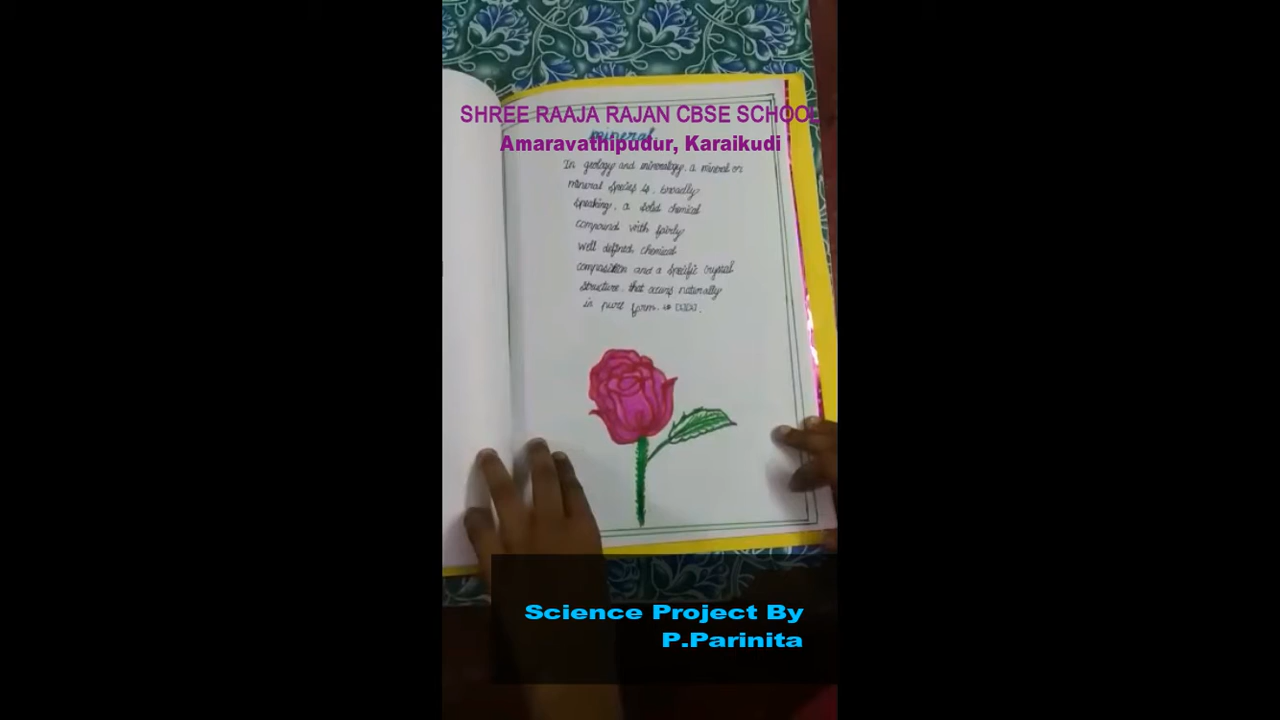 SHREE RAAJA RAJAN CBSE SCHOOL
mineral.
Amaravathipudur, Karaikudi
In geology and mineralogy, a mineral or
mineral species is, broadly
speaking, a solid chemical
compound with fairly
well defined chemical
composition and a specific crystal
structure, that occurs naturally
in pure form.
Science Project By
P.Parinita